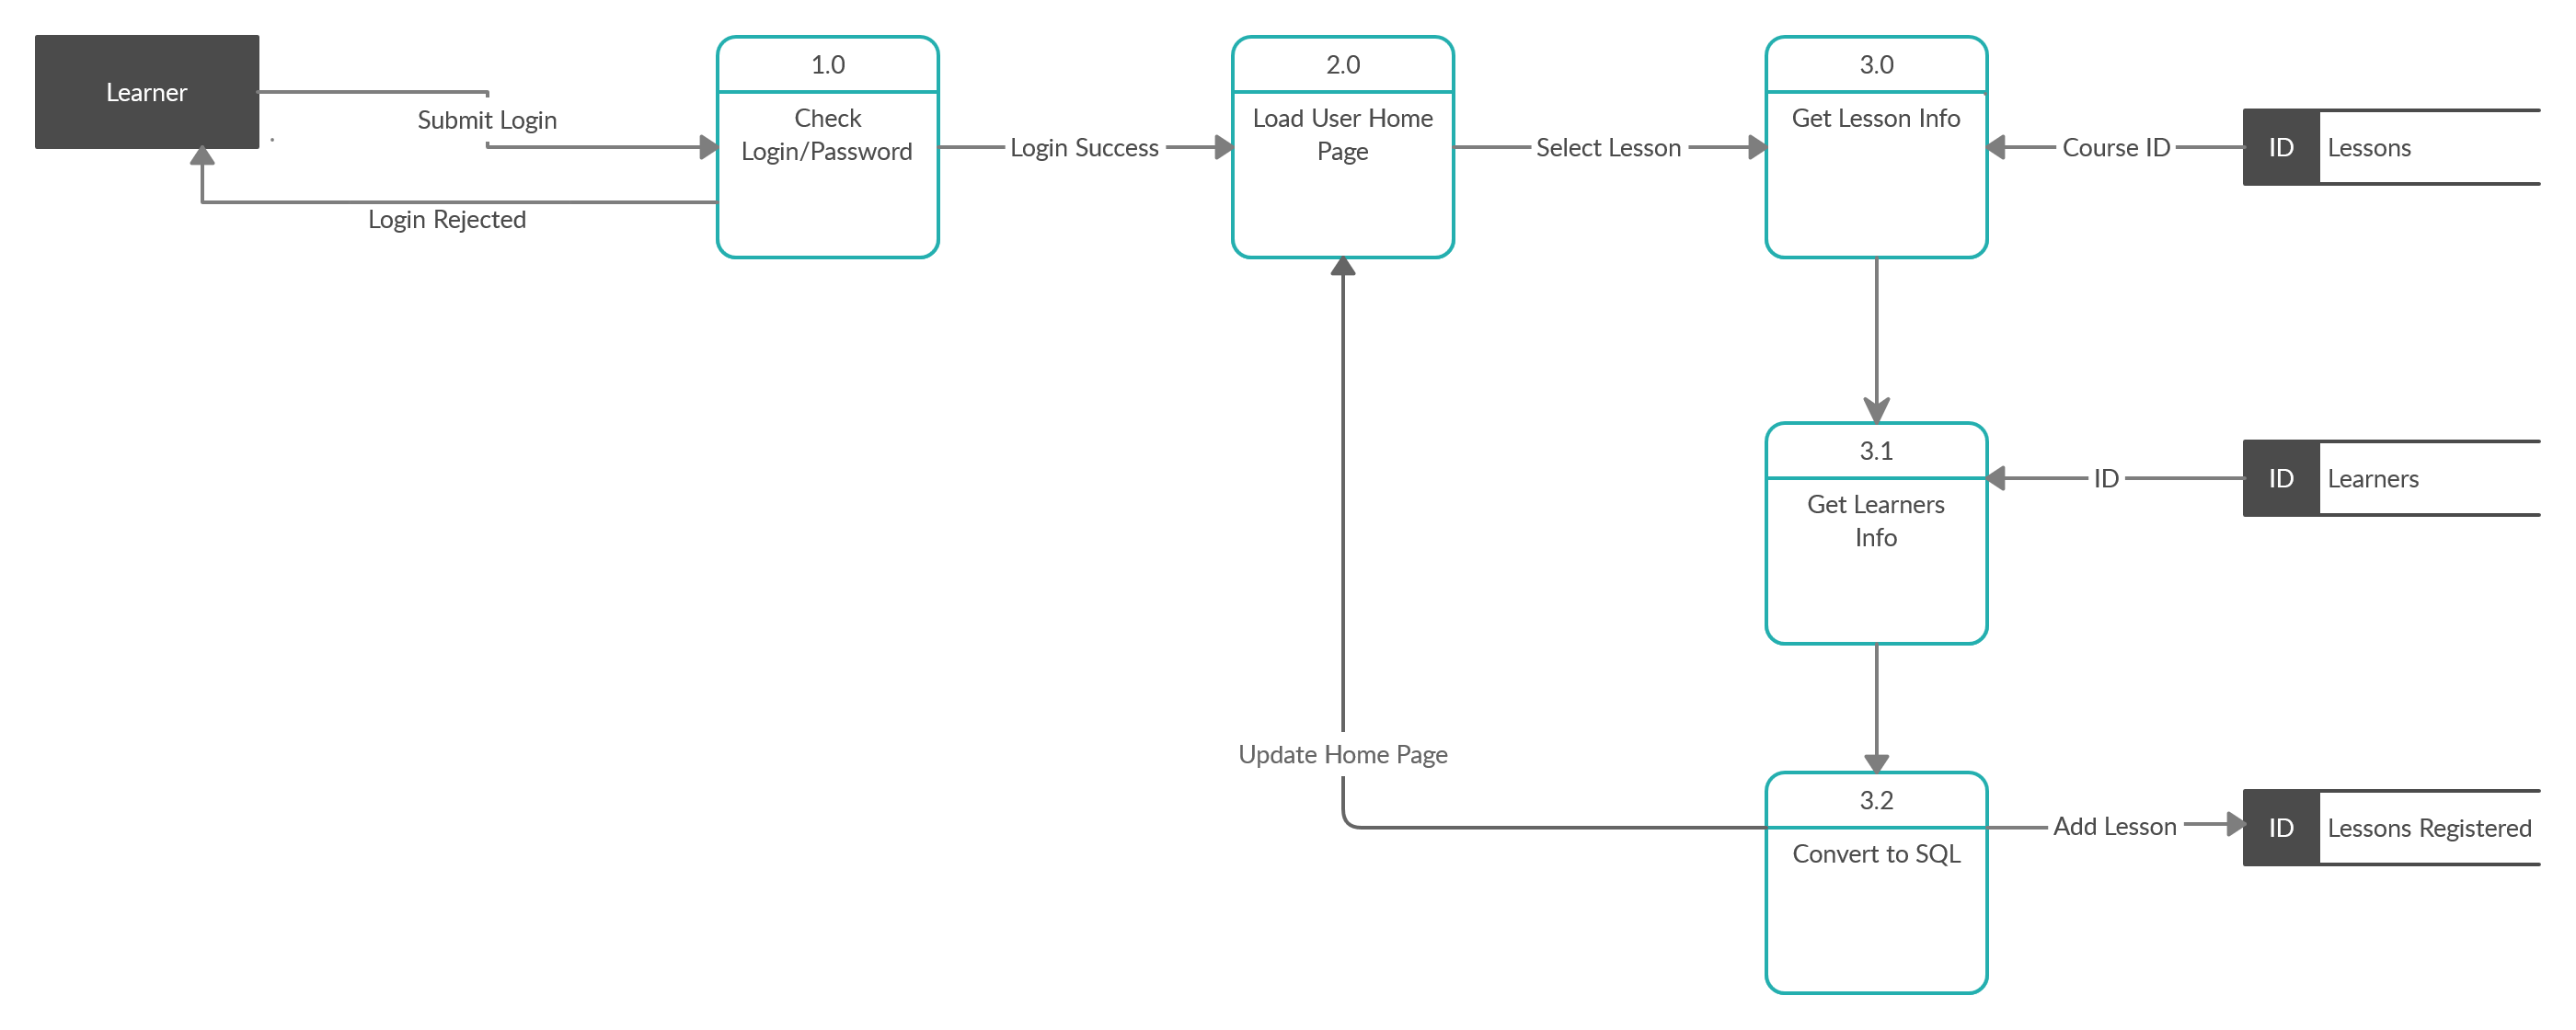 Learner
Submit Login
Login Rejected
1.0
Check
Login/Password
Login Success
2.0
Load User Home
Page
Select Lesson
3.0
Get Lesson Info
Course ID
ID
Lessons
3.1
Get Learners
Info
ID
ID
Learners
Update Home Page
3.2
Convert to SQL
Add Lesson
ID
Lessons Registered